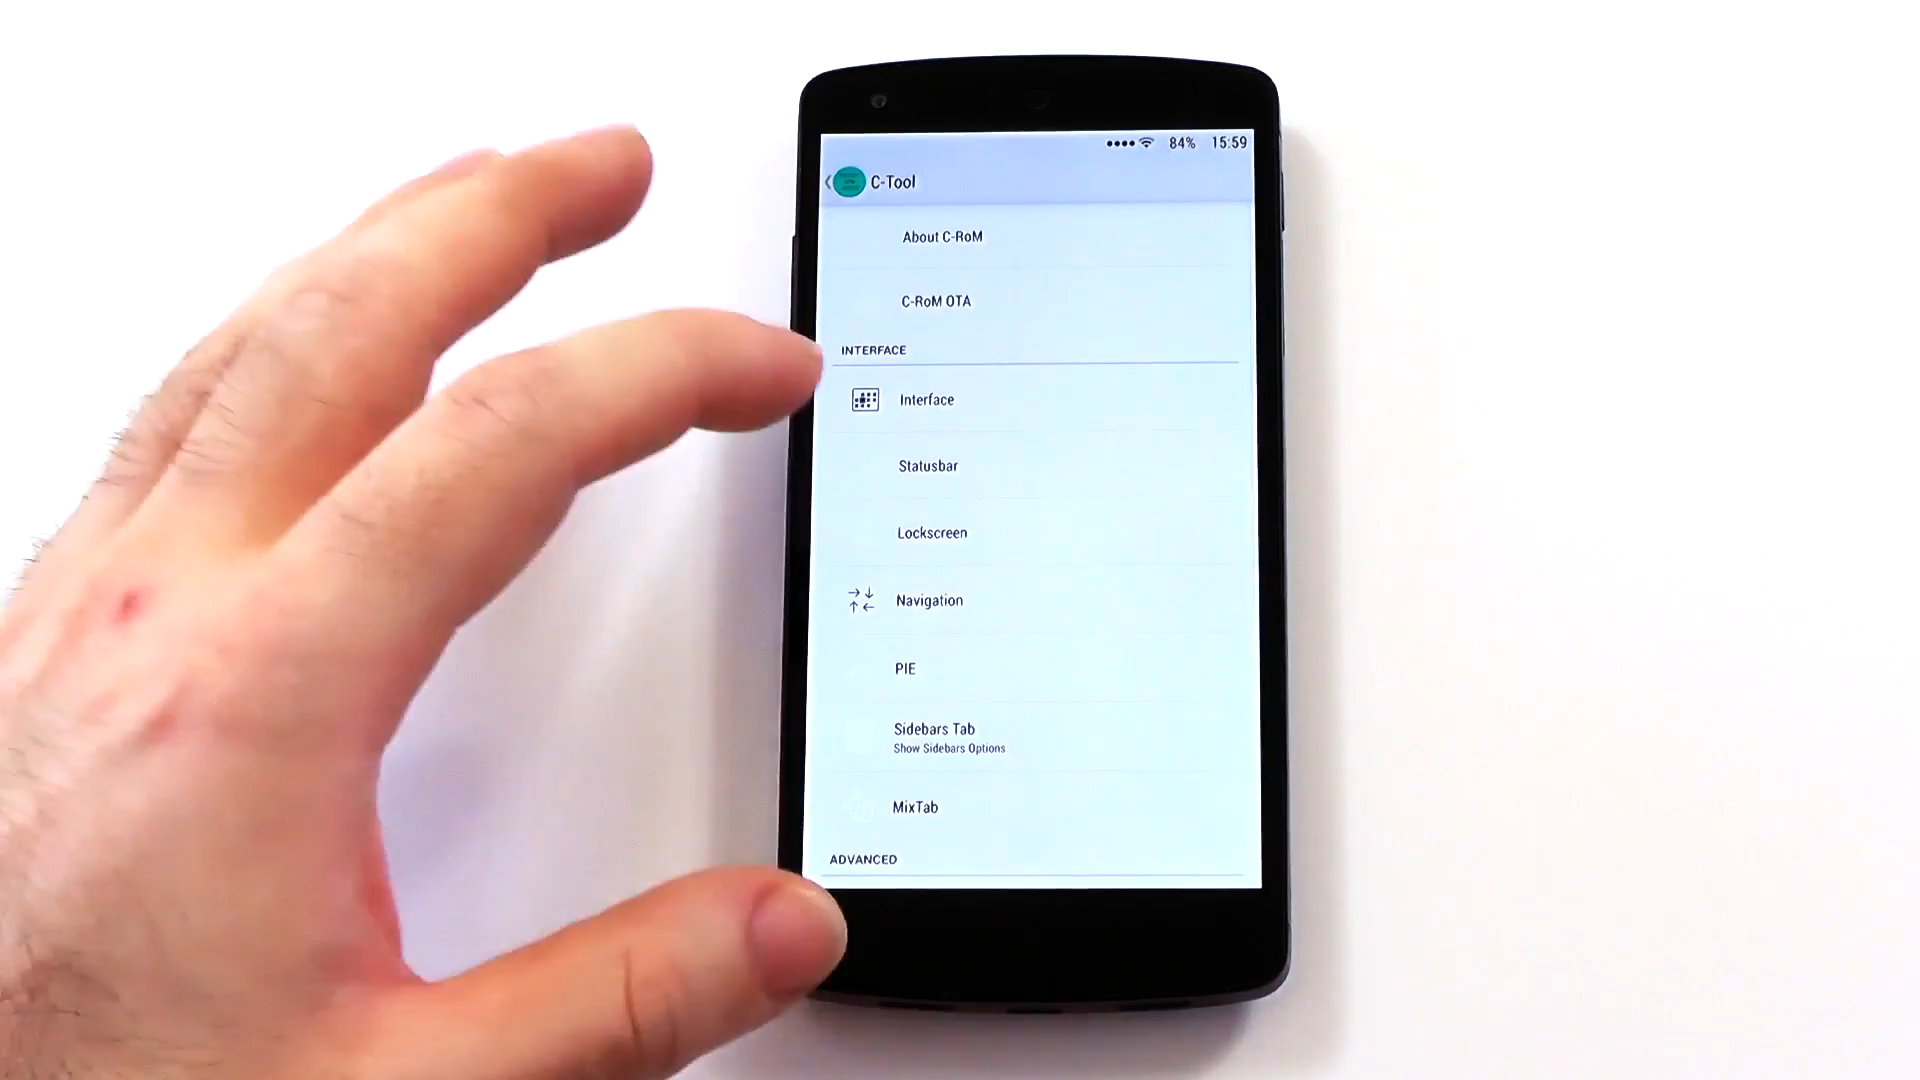 84% 15:59
C-Tool
About C-RoM
C-RoM OTA
INTERFACE
Interface
Statusbar
Lockscreen
Navigation
PIE
Sidebars Tab
Show Sidebars Options
MixTab
ADVANCED